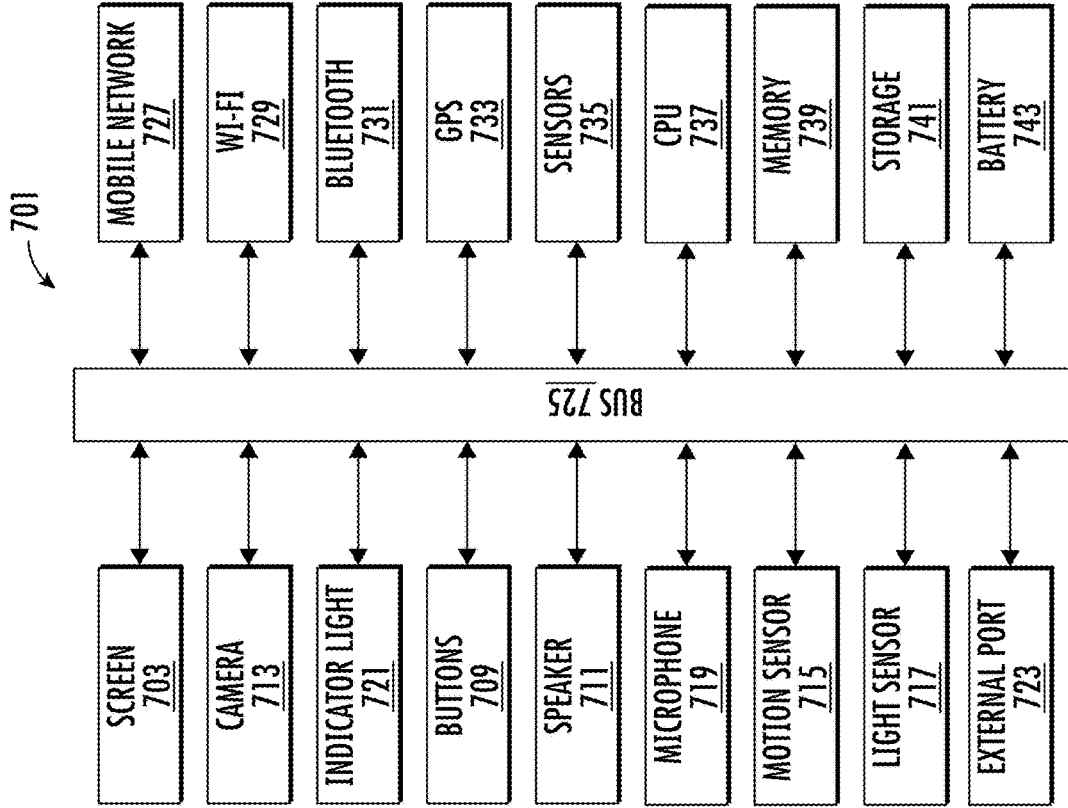 701
MOBILE NETWORK
727
WI-FI
729
BLUETOOTH
731
GPS
733
SENSORS
735
CPU
737
MEMORY
739
STORAGE
741
BATTERY
743
BUS 725
SCREEN
703
CAMERA
713
INDICATOR LIGHT
721
BUTTONS
709
SPEAKER
711
MICROPHONE
719
MOTION SENSOR
715
LIGHT SENSOR
717
EXTERNAL PORT
723